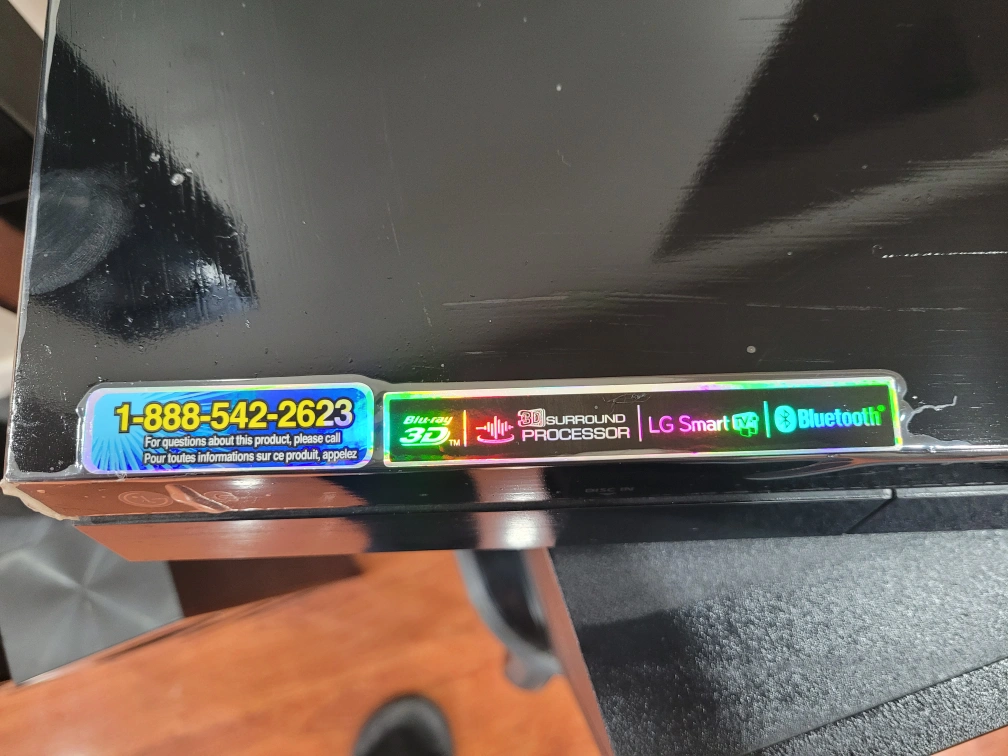 1-888-542-2623
For questions about this product, please call
Pour toutes informations sur ce produit, appelez
Blu-ray
3D™
3D SURROUND
PROCESSOR
LG Smart TV
Bluetooth®